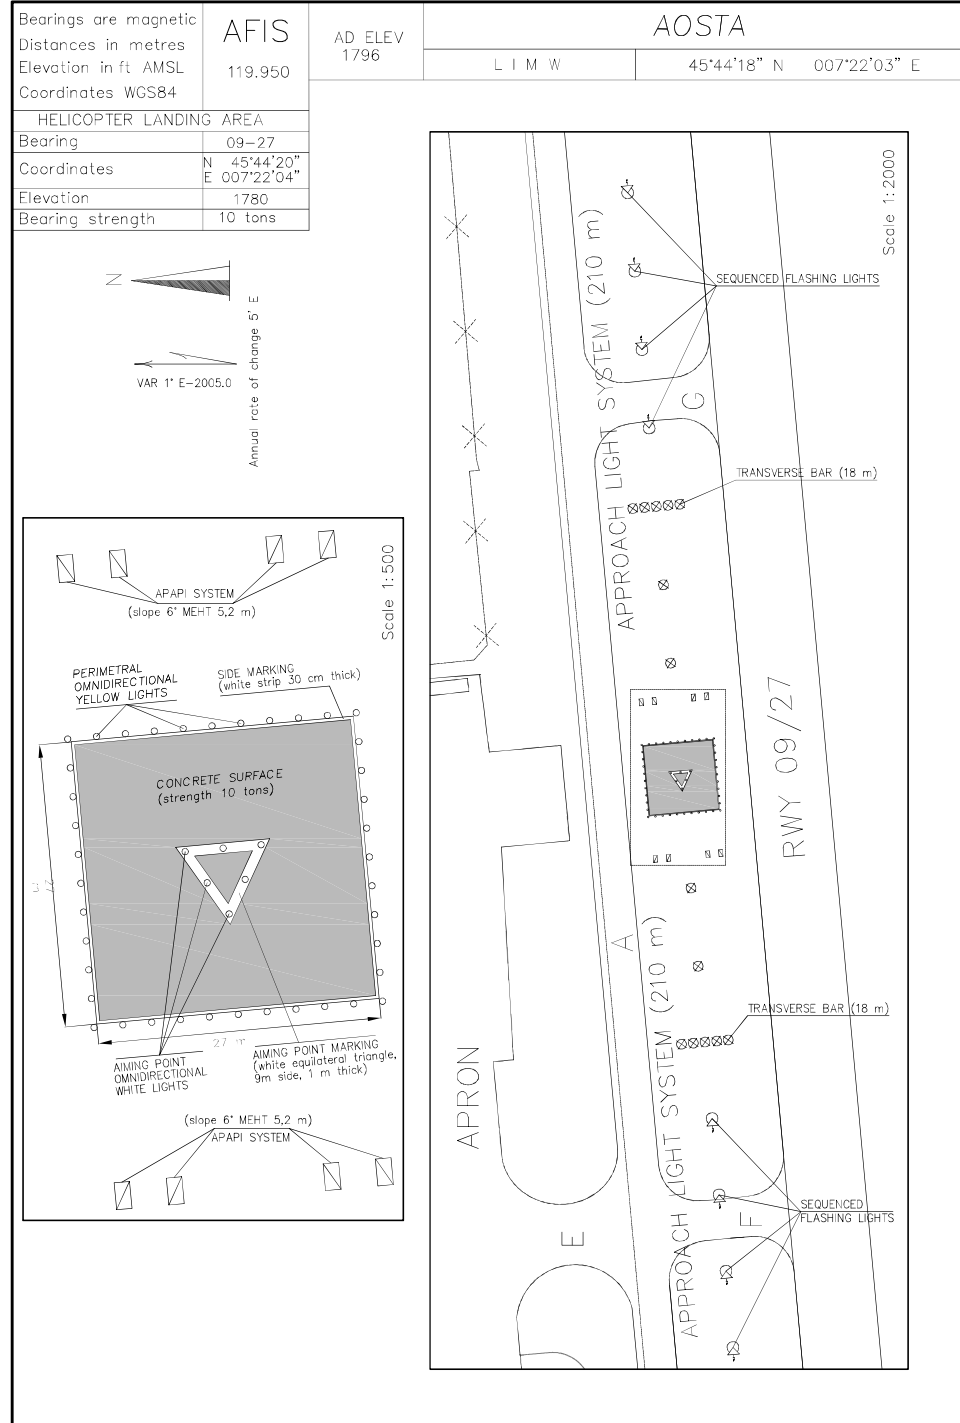 Bearings are magnetic
Distances in metres
Elevation in ft AMSL
Coordinates WGS84
AFIS
119.950
AD ELEV
1796
AOSTA
LIMW
45°44'18" N 007°22'03" E
HELICOPTER LANDING AREA
Bearing 09-27
Coordinates N 45°44'20"
E 007°22'04"
Elevation 1780
Bearing strength 10 tons
N
VAR 1° E-2005.0
Annual rate of change 5' E
Scale 1:500
APAPI SYSTEM
(slope 6° MEHT 5,2 m)
PERIMETRAL
OMNIDIRECTIONAL
YELLOW LIGHTS
SIDE MARKING
(white strip 30 cm thick)
CONCRETE SURFACE
(strength 10 tons)
27 m
27 m
AIMING POINT
OMNIDIRECTIONAL
WHITE LIGHTS
AIMING POINT MARKING
(white equilateral triangle,
9m side, 1 m thick)
(slope 6° MEHT 5,2 m)
APAPI SYSTEM
Scale 1:2000
APPROACH LIGHT SYSTEM (210 m)
SEQUENCED FLASHING LIGHTS
G
TRANSVERSE BAR (18 m)
RWY 09/27
A
APPROACH LIGHT SYSTEM (210 m)
TRANSVERSE BAR (18 m)
APRON
SEQUENCED
FLASHING LIGHTS
F
E